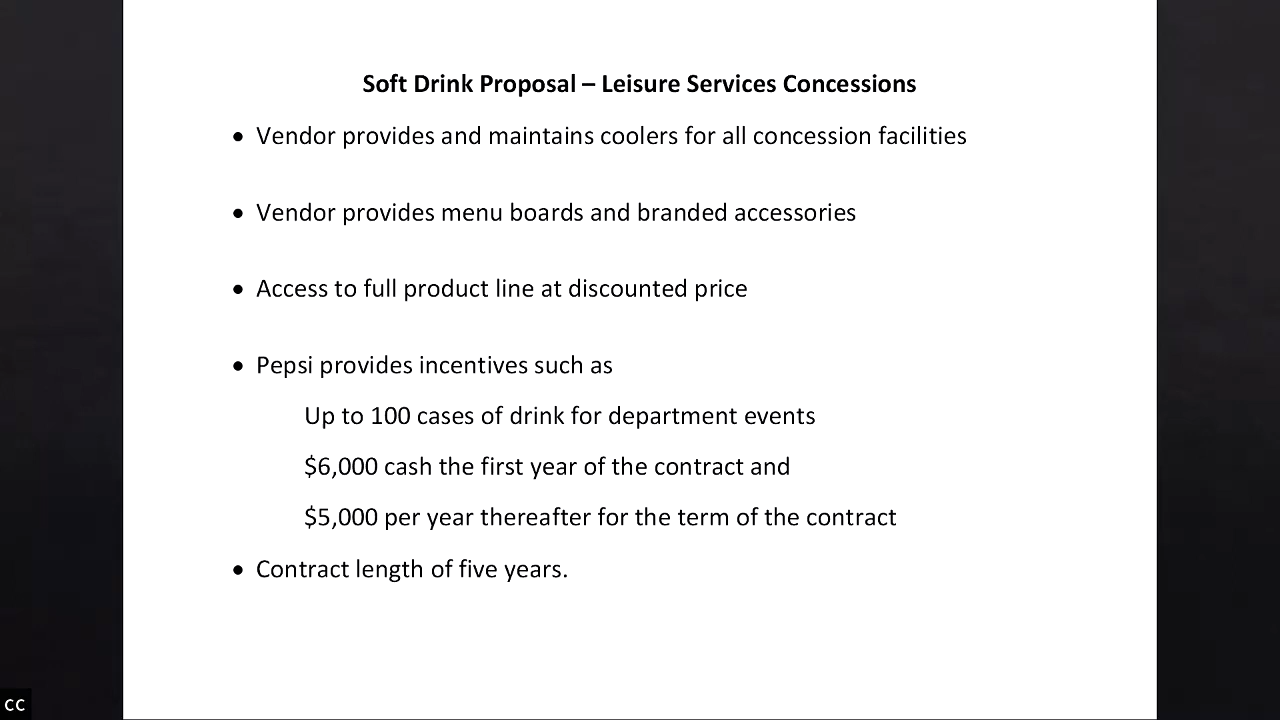 Soft Drink Proposal – Leisure Services Concessions
• Vendor provides and maintains coolers for all concession facilities
• Vendor provides menu boards and branded accessories
• Access to full product line at discounted price
• Pepsi provides incentives such as
Up to 100 cases of drink for department events
$6,000 cash the first year of the contract and
$5,000 per year thereafter for the term of the contract
• Contract length of five years.
CC